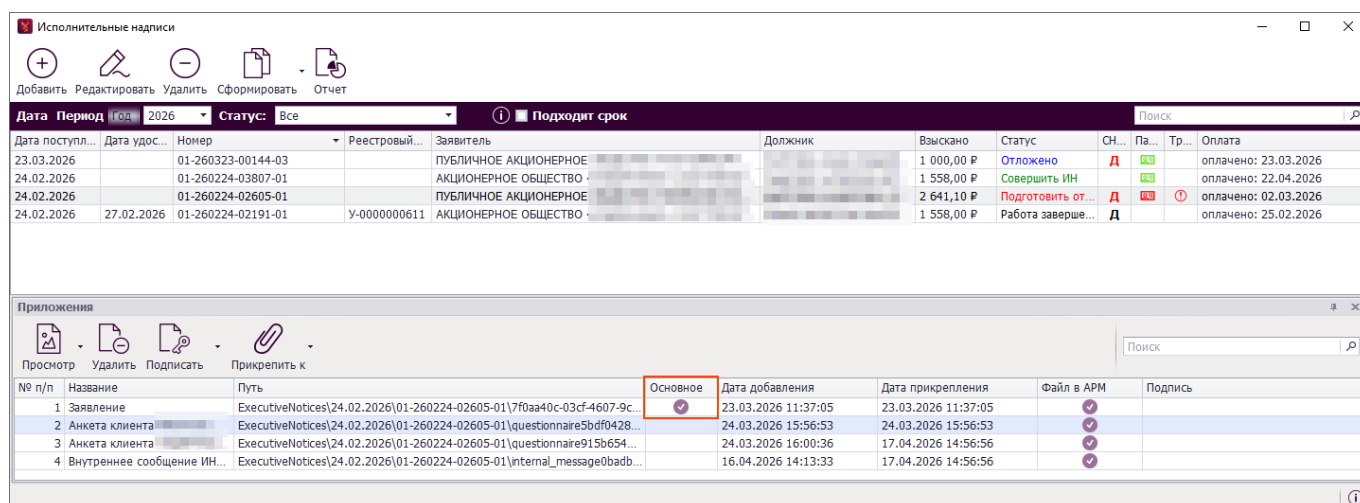 Исполнительные надписи
Добавить Редактировать Удалить Сформировать Отчет
Дата Период Год 2026 Статус: Все Подходит срок Поиск
Дата поступл... Дата удос... Номер Реестровый... Заявитель Должник Взыскано Статус СН... Па... Тр... Оплата
23.03.2026 01-260323-00144-03 ПУБЛИЧНОЕ АКЦИОНЕРНОЕ 1 000,00 ₽ Отложено Д оплачено: 23.03.2026
24.02.2026 01-260224-03807-01 АКЦИОНЕРНОЕ ОБЩЕСТВО 1 558,00 ₽ Совершить ИН оплачено: 22.04.2026
24.02.2026 01-260224-02605-01 ПУБЛИЧНОЕ АКЦИОНЕРНОЕ 2 641,10 ₽ Подготовить от... Д оплачено: 02.03.2026
24.02.2026 27.02.2026 01-260224-02191-01 У-0000000611 АКЦИОНЕРНОЕ ОБЩЕСТВО 1 558,00 ₽ Работа заверше... Д оплачено: 25.02.2026
Приложения
Просмотр Удалить Подписать Прикрепить к Поиск
№ п/п Название Путь Основное Дата добавления Дата прикрепления Файл в АРМ Подпись
1 Заявление ExecutiveNotices\24.02.2026\01-260224-02605-01\7f0aa40c-03cf-4607-9c... 23.03.2026 11:37:05 23.03.2026 11:37:05
2 Анкета клиента ExecutiveNotices\24.02.2026\01-260224-02605-01\questionnaire5bdf0428... 24.03.2026 15:56:53 24.03.2026 15:56:53
3 Анкета клиента ExecutiveNotices\24.02.2026\01-260224-02605-01\questionnaire915b654... 24.03.2026 16:00:36 17.04.2026 14:56:56
4 Внутреннее сообщение ИН... ExecutiveNotices\24.02.2026\01-260224-02605-01\internal_message0badb... 16.04.2026 14:13:33 17.04.2026 14:56:56